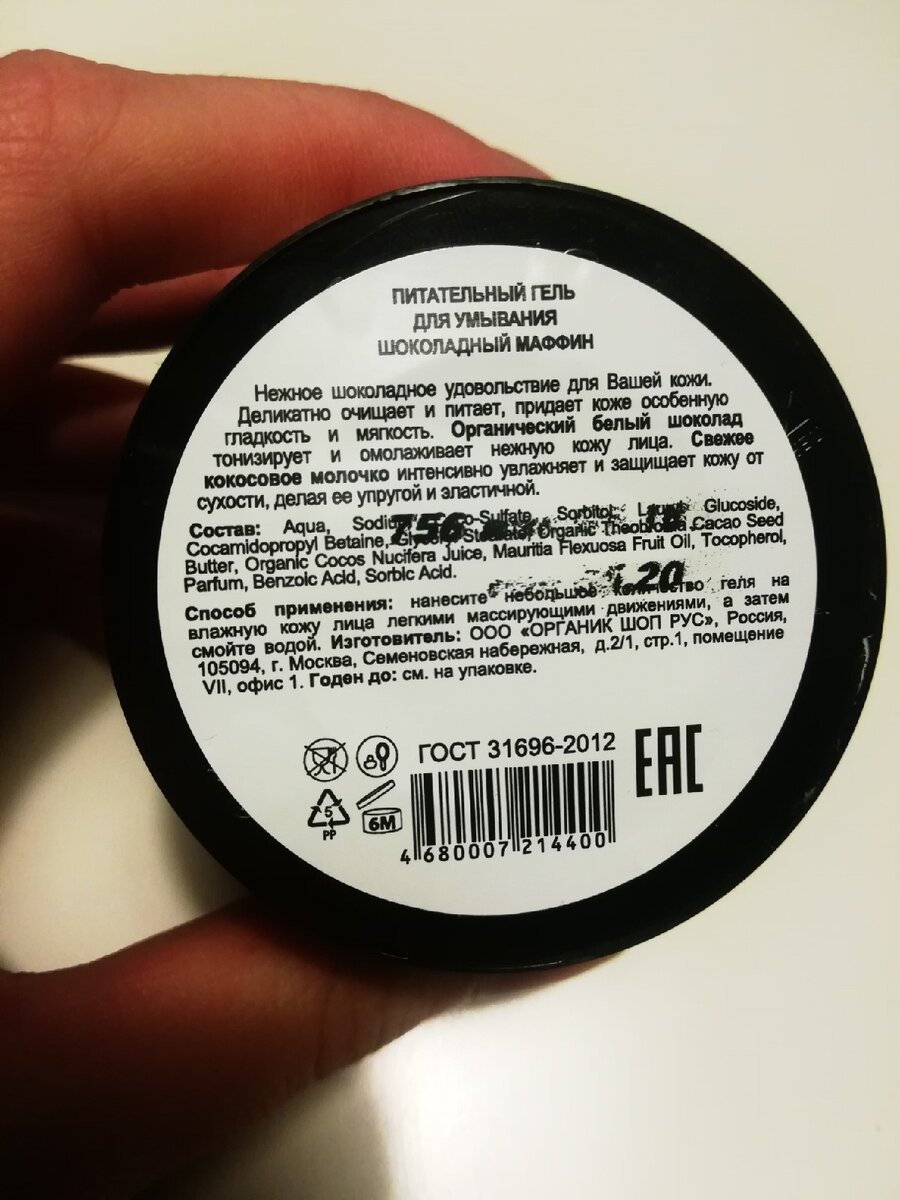 ПИТАТЕЛЬНЫЙ ГЕЛЬ
ДЛЯ УМЫВАНИЯ
ШОКОЛАДНЫЙ МАФФИН
Нежное шоколадное удовольствие для Вашей кожи.
Деликатно очищает и питает, придает коже особенную
гладкость и мягкость. Органический белый шоколад
тонизирует и омолаживает нежную кожу лица. Свежее
кокосовое молочко интенсивно увлажняет и защищает кожу от
сухости, делая ее упругой и эластичной.
Состав: Aqua, Sodium Coco-Sulfate, Sorbitol, Lauryl Glucoside,
Cocamidopropyl Betaine, Organic Theobroma Cacao Seed
Butter, Organic Cocos Nucifera Juice, Mauritia Flexuosa Fruit Oil, Tocopherol,
Parfum, Benzoic Acid, Sorbic Acid.
756
120
Способ применения: нанесите небольшое количество геля на
влажную кожу лица легкими массирующими движениями, а затем
смойте водой. Изготовитель: ООО «ОРГАНИК ШОП РУС», Россия,
105094, г. Москва, Семеновская набережная, д.2/1, стр.1, помещение
VII, офис 1. Годен до: см. на упаковке.
ГОСТ 31696-2012
EAC
5
PP
6M
4 680007 214400